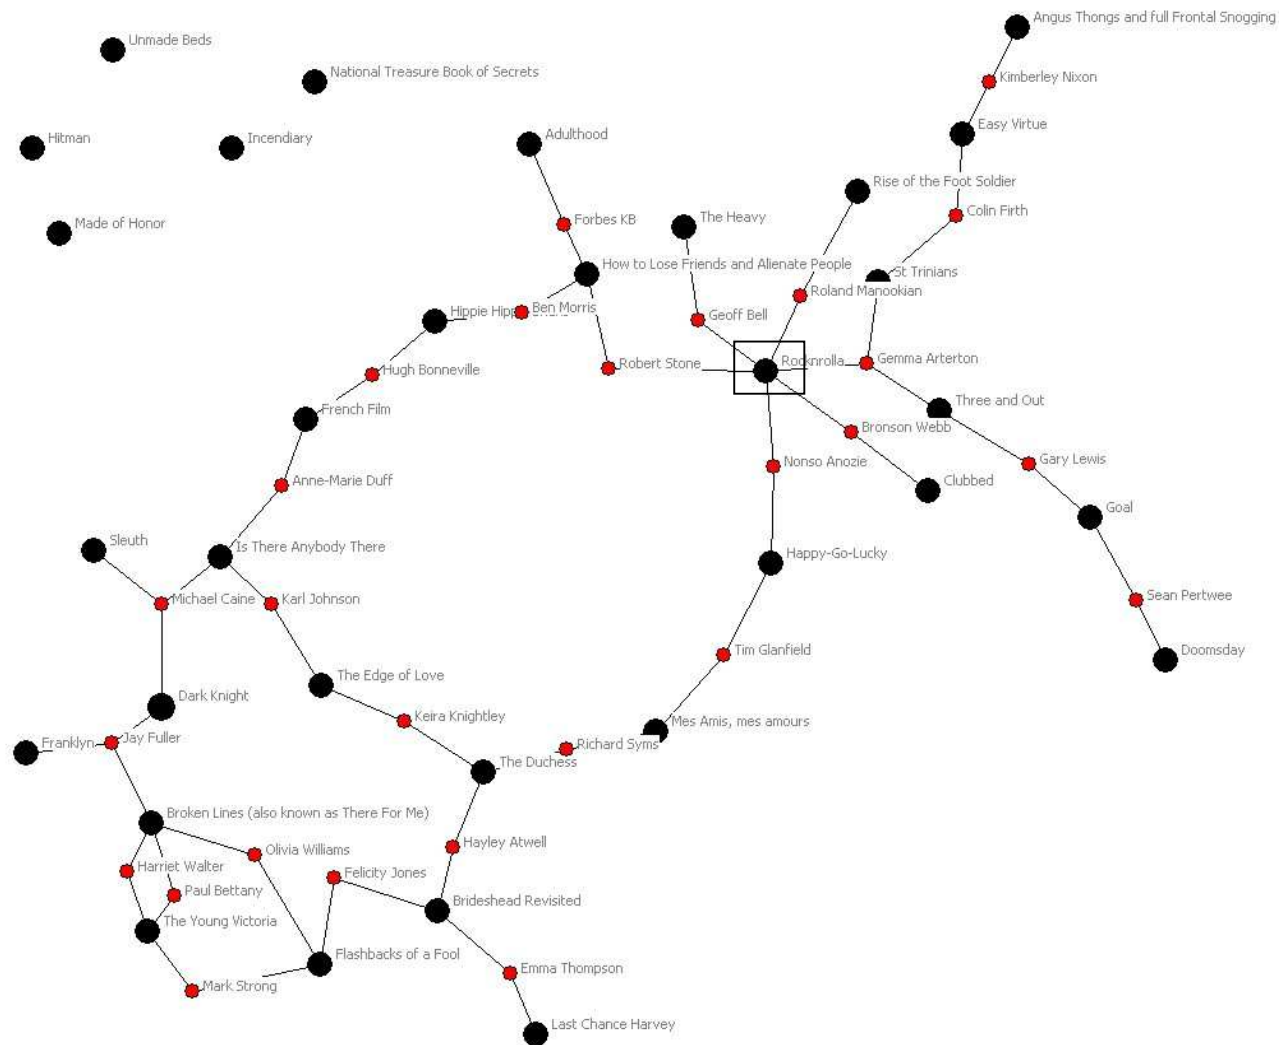 Angus Thongs and full Frontal Snogging
Unmade Beds
National Treasure Book of Secrets
Kimberley Nixon
Hitman
Incendiary
Adulthood
Easy Virtue
Rise of the Foot Soldier
Made of Honor
Forbes KB
The Heavy
Colin Firth
How to Lose Friends and Alienate People
St Trinians
Roland Manookian
Hippie Hipp
Ben Morris
Geoff Bell
Hugh Bonneville
Robert Stone
Rocknrolla
Gemma Arterton
French Film
Three and Out
Bronson Webb
Nonso Anozie
Gary Lewis
Anne-Marie Duff
Clubbed
Goal
Sleuth
Is There Anybody There
Happy-Go-Lucky
Michael Caine
Karl Johnson
Sean Pertwee
Tim Glanfield
Doomsday
The Edge of Love
Dark Knight
Keira Knightley
Mes Amis, mes amours
Franklyn
Jay Fuller
Richard Syms
The Duchess
Broken Lines (also known as There For Me)
Olivia Williams
Hayley Atwell
Harriet Walter
Felicity Jones
Paul Bettany
Brideshead Revisited
The Young Victoria
Flashbacks of a Fool
Emma Thompson
Mark Strong
Last Chance Harvey